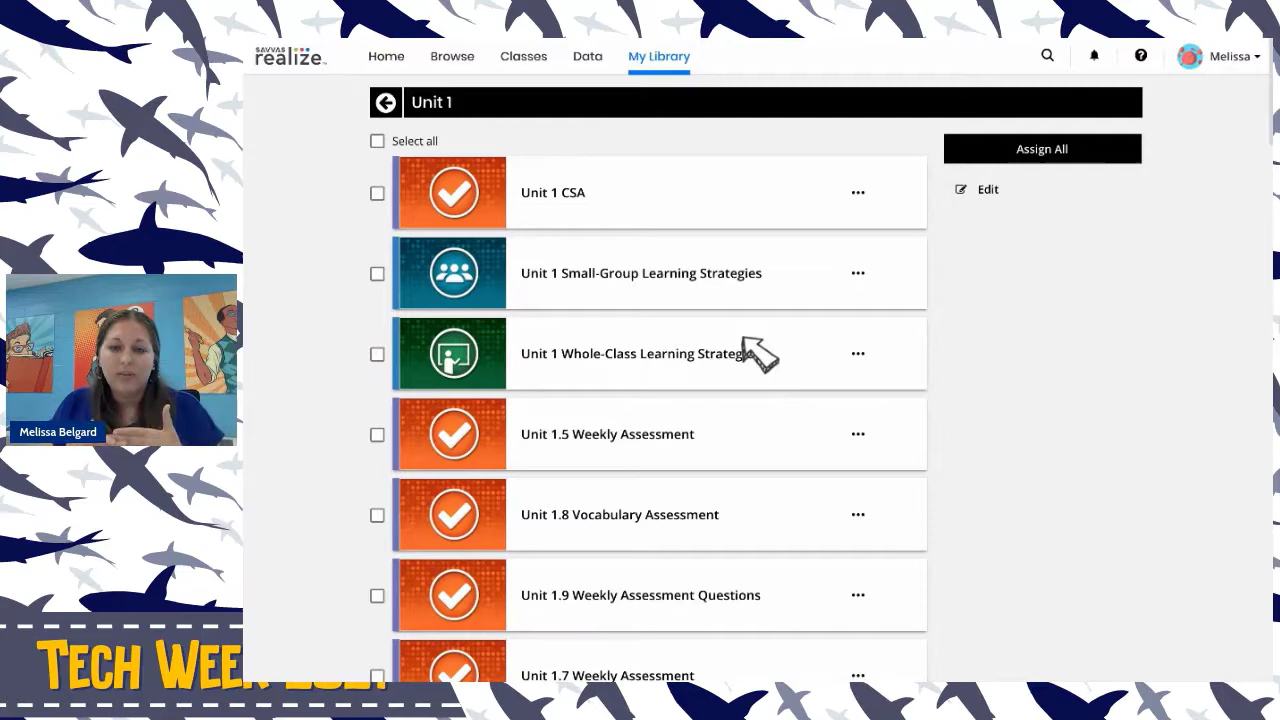 SAVVAS
realize
Home Browse Classes Data My Library Melissa
Unit 1
Select all
Assign All
Edit
Unit 1 CSA
Unit 1 Small-Group Learning Strategies
Unit 1 Whole-Class Learning
Unit 1.5 Weekly Assessment
Unit 1.8 Vocabulary Assessment
Unit 1.9 Weekly Assessment Questions
Unit 1.7 Weekly Assessment
Melissa Belgard
TECH WEEK